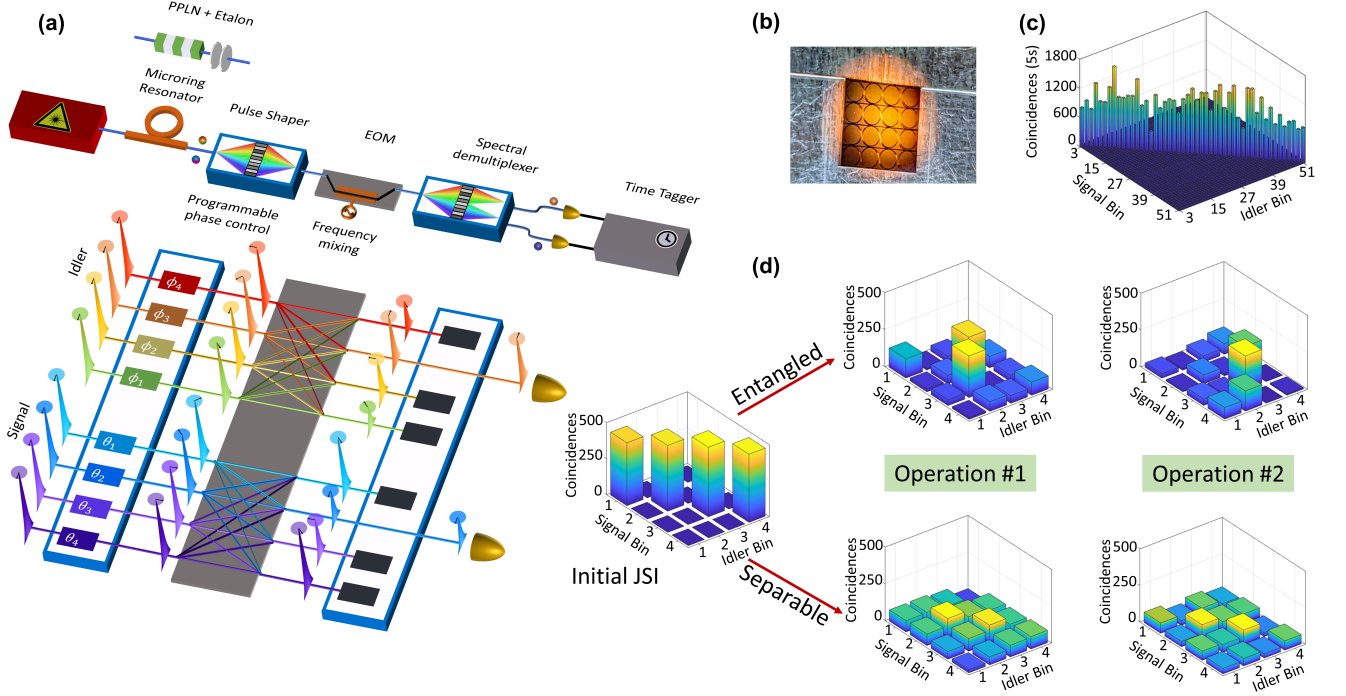 (a)
PPLN + Etalon
Microring
Resonator
Pulse Shaper
EOM
Spectral
demultiplexer
Time Tagger
Programmable
phase control
Frequency
mixing
Idler
ϕ4
ϕ3
ϕ2
ϕ1
Signal
θ1
θ2
θ3
θ4
(b)
(c)
Coincidences (5s)
1800
1200
600
0
3
15
27
39
51
Signal Bin
3
15
27
39
51
Idler Bin
(d)
Coincidences
500
250
0
1
2
3
4
Signal Bin
1
2
3
4
Idler Bin
Initial JSI
Entangled
Separable
Coincidences
500
250
0
1
2
3
4
Signal Bin
1
2
3
4
Idler Bin
Operation #1
Coincidences
500
250
0
1
2
3
4
Signal Bin
1
2
3
4
Idler Bin
Operation #2
Coincidences
500
250
0
1
2
3
4
Signal Bin
1
2
3
4
Idler Bin
Coincidences
500
250
0
1
2
3
4
Signal Bin
1
2
3
4
Idler Bin